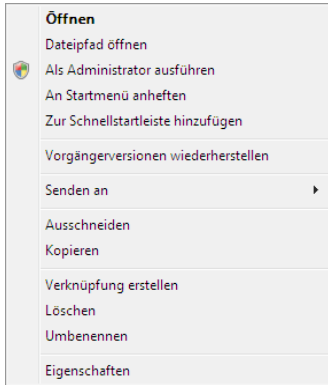 Öffnen
Dateipfad öffnen
Als Administrator ausführen
An Startmenü anheften
Zur Schnellstartleiste hinzufügen
Vorgängerversionen wiederherstellen
Senden an
Ausschneiden
Kopieren
Verknüpfung erstellen
Löschen
Umbenennen
Eigenschaften